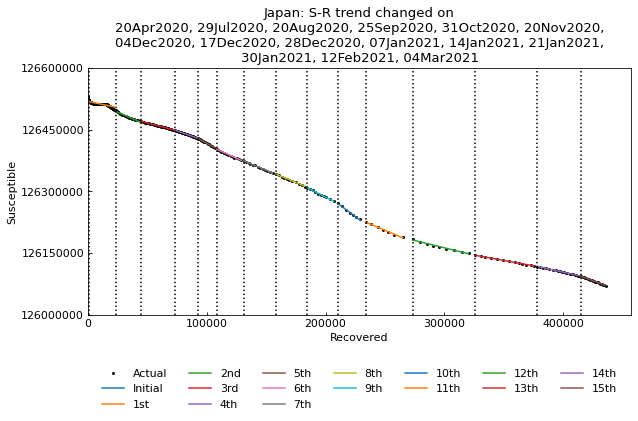 Japan: S-R trend changed on
20Apr2020, 29Jul2020, 20Aug2020, 25Sep2020, 31Oct2020, 20Nov2020,
04Dec2020, 17Dec2020, 28Dec2020, 07Jan2021, 14Jan2021, 21Jan2021,
30Jan2021, 12Feb2021, 04Mar2021
126600000
126450000
126300000
126150000
126000000
Susceptible
0 100000 200000 300000 400000
Recovered
Actual 2nd 5th 8th 10th 12th 14th
Initial 3rd 6th 9th 11th 13th 15th
1st 4th 7th